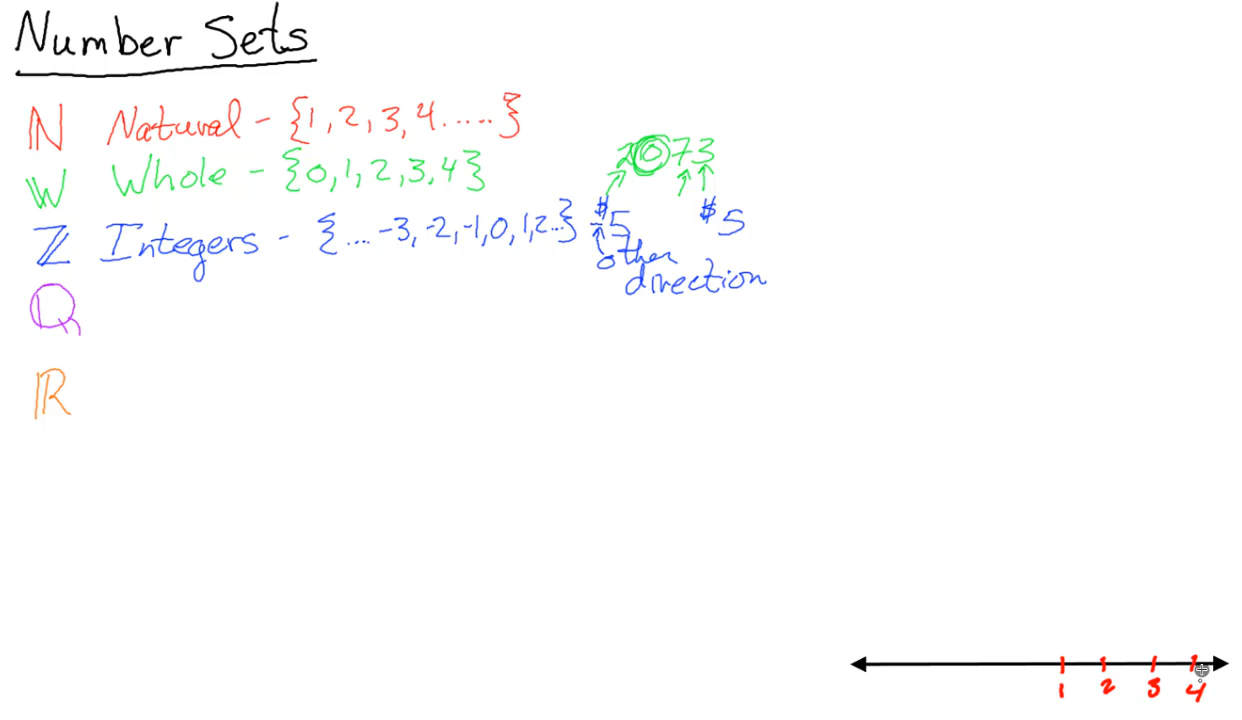 Number Sets
ℕ Natural - {1, 2, 3, 4.....}
𝕎 Whole - {0, 1, 2, 3, 4}
2073
ℤ Integers - {.... -3, -2, -1, 0, 1, 2...}
-$5
$5
other
direction
ℚ
ℝ
1 2 3 4